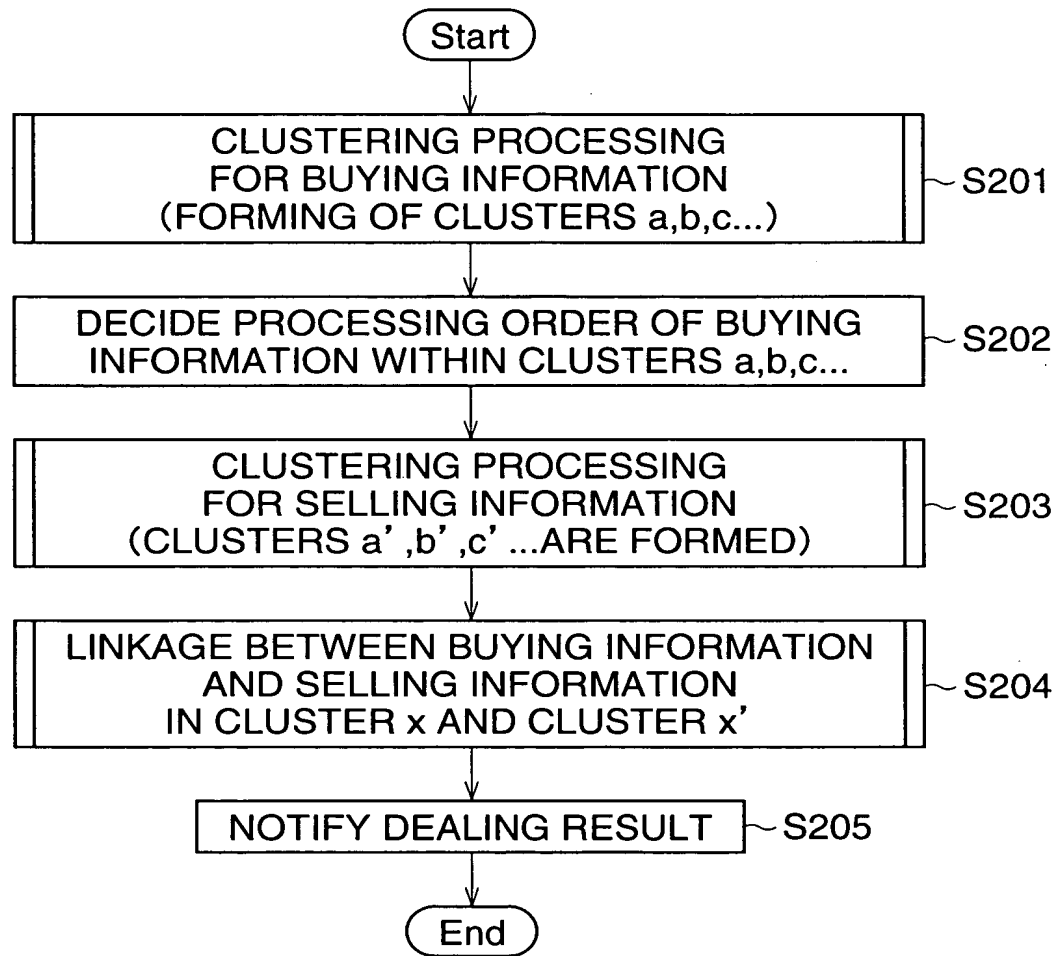 Start
CLUSTERING PROCESSING
FOR BUYING INFORMATION
(FORMING OF CLUSTERS a,b,c...)
S201
DECIDE PROCESSING ORDER OF BUYING
INFORMATION WITHIN CLUSTERS a,b,c...
S202
CLUSTERING PROCESSING
FOR SELLING INFORMATION
(CLUSTERS a' ,b' ,c' ...ARE FORMED)
S203
LINKAGE BETWEEN BUYING INFORMATION
AND SELLING INFORMATION
IN CLUSTER x AND CLUSTER x'
S204
NOTIFY DEALING RESULT
S205
End